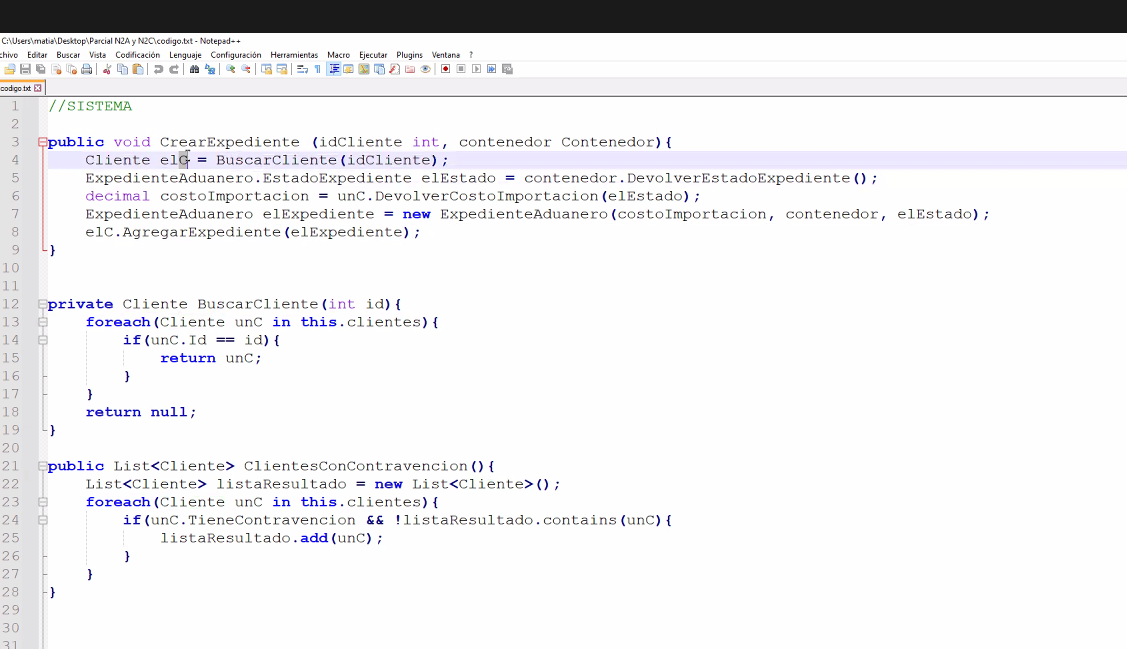 C:\Users\matia\Desktop\Parcial N2A y N2C\codigo.txt - Notepad++
chivo Editar Buscar Vista Codificación Lenguaje Configuración Herramientas Macro Ejecutar Plugins Ventana ?
codigo.txt
1 //SISTEMA
2
3 public void CrearExpediente (idCliente int, contenedor Contenedor){
4 Cliente elC = BuscarCliente(idCliente);
5 ExpedienteAduanero.EstadoExpediente elEstado = contenedor.DevolverEstadoExpediente();
6 decimal costoImportacion = unC.DevolverCostoImportacion(elEstado);
7 ExpedienteAduanero elExpediente = new ExpedienteAduanero(costoImportacion, contenedor, elEstado);
8 elC.AgregarExpediente(elExpediente);
9 }
10
11
12 private Cliente BuscarCliente(int id){
13 foreach(Cliente unC in this.clientes){
14 if(unC.Id == id){
15 return unC;
16 }
17 }
18 return null;
19 }
20
21 public List<Cliente> ClientesConContravencion(){
22 List<Cliente> listaResultado = new List<Cliente>();
23 foreach(Cliente unC in this.clientes){
24 if(unC.TieneContravencion && !listaResultado.contains(unC){
25 listaResultado.add(unC);
26 }
27 }
28 }
29
30
31